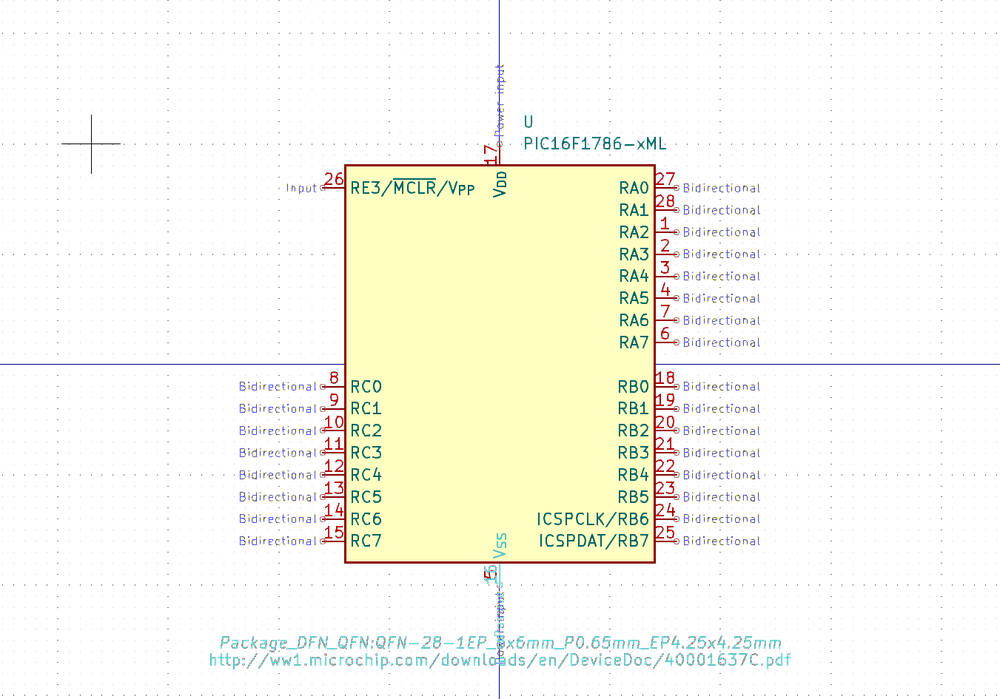 Power input
U
PIC16F1786-xML
17
VDD
Input 26 RE3/MCLR/VPP
RA0 27 Bidirectional
RA1 28 Bidirectional
RA2 1 Bidirectional
RA3 2 Bidirectional
RA4 3 Bidirectional
RA5 4 Bidirectional
RA6 7 Bidirectional
RA7 6 Bidirectional
Bidirectional 8 RC0 RB0 18 Bidirectional
Bidirectional 9 RC1 RB1 19 Bidirectional
Bidirectional 10 RC2 RB2 20 Bidirectional
Bidirectional 11 RC3 RB3 21 Bidirectional
Bidirectional 12 RC4 RB4 22 Bidirectional
Bidirectional 13 RC5 RB5 23 Bidirectional
Bidirectional 14 RC6 ICSPCLK/RB6 24 Bidirectional
Bidirectional 15 RC7 ICSPDAT/RB7 25 Bidirectional
VSS
Package_DFN_QFN:QFN-28-1EP_6x6mm_P0.65mm_EP4.25x4.25mm
http://ww1.microchip.com/downloads/en/DeviceDoc/40001637C.pdf